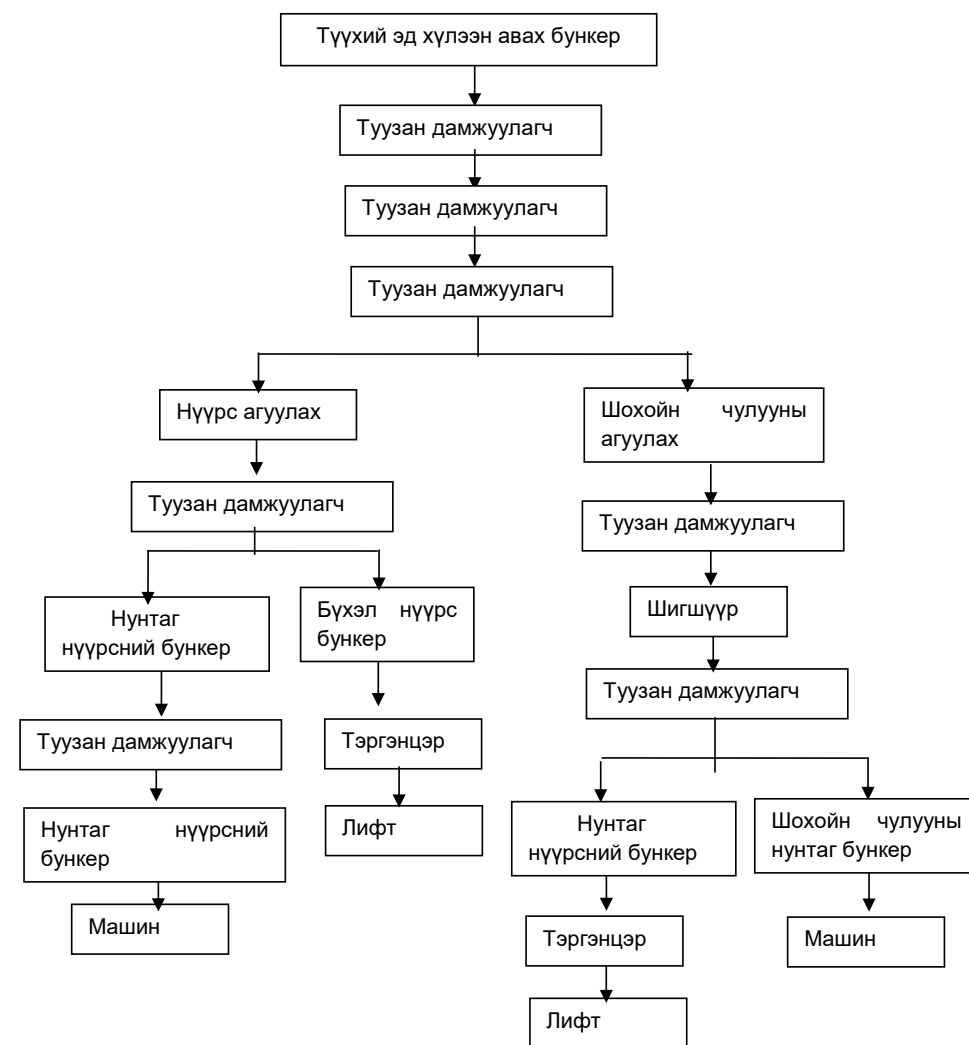 Түүхий эд хүлээн авах бункер
Туузан дамжуулагч
Туузан дамжуулагч
Туузан дамжуулагч
Нүүрс агуулах
Шохойн чулууны
агуулах
Туузан дамжуулагч
Туузан дамжуулагч
Нунтаг
нүүрсний бункер
Бүхэл нүүрс
бункер
Шигшүүр
Туузан дамжуулагч
Туузан дамжуулагч
Тэргэнцэр
Нунтаг нүүрсний
бункер
Лифт
Нунтаг
нүүрсний бункер
Шохойн чулууны
нунтаг бункер
Машин
Тэргэнцэр
Машин
Лифт